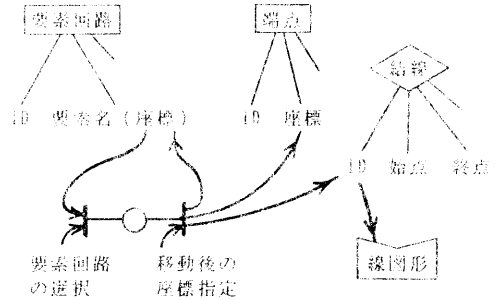 要素回路
端点
結線
ID 要素名(座標)
ID 座標
ID 始点 終点
要素回路
の選択
移動後の
座標指定
線図形